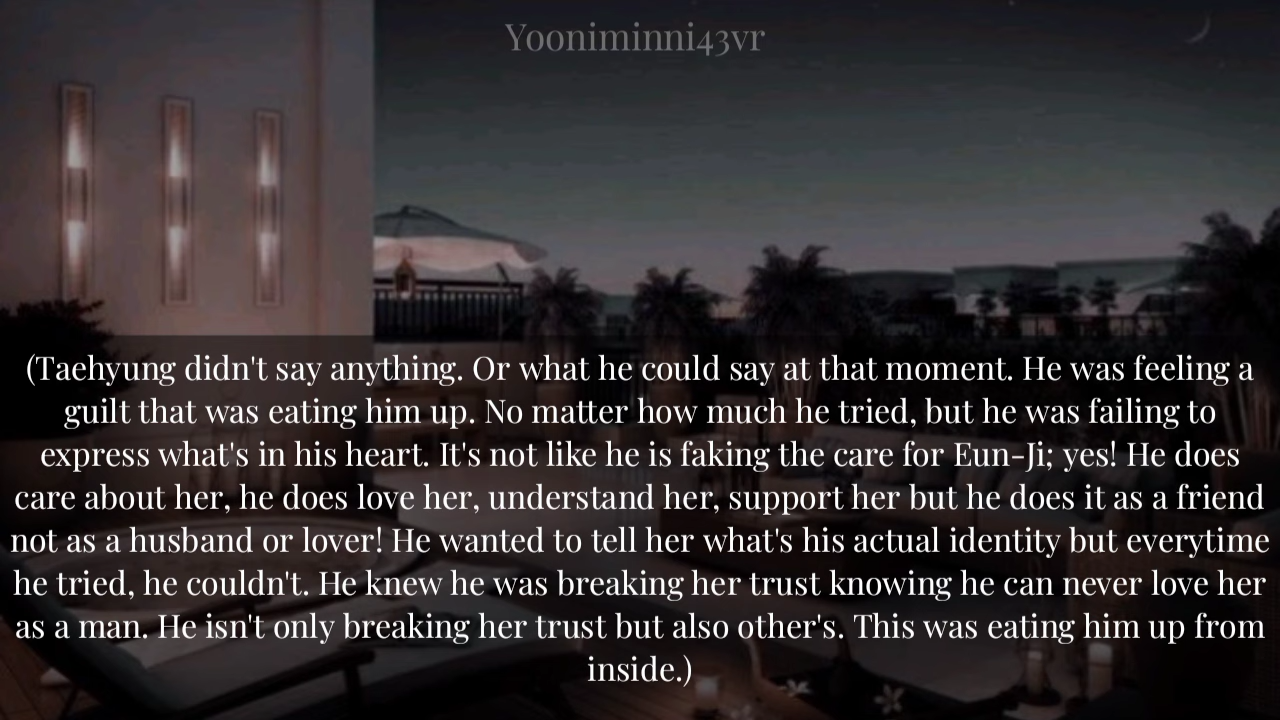 Yooniminni43vr
(Taehyung didn't say anything. Or what he could say at that moment. He was feeling a
guilt that was eating him up. No matter how much he tried, but he was failing to
express what's in his heart. It's not like he is faking the care for Eun-Ji; yes! He does
care about her, he does love her, understand her, support her but he does it as a friend
not as a husband or lover! He wanted to tell her what's his actual identity but everytime
he tried, he couldn't. He knew he was breaking her trust knowing he can never love her
as a man. He isn't only breaking her trust but also other's. This was eating him up from
inside.)